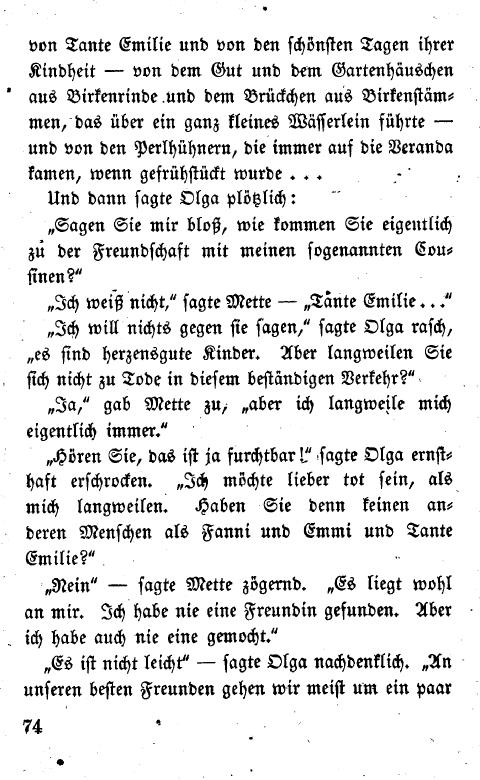 von Tante Emilie und von den schönsten Tagen ihrer
Kindheit — von dem Gut und dem Gartenhäuschen
aus Birkenrinde und dem Brückchen aus Birkenstäm-
men, das über ein ganz kleines Wässerlein führte —
und von den Perlhühnern, die immer auf die Veranda
kamen, wenn gefrühstückt wurde . . .
Und dann sagte Olga plötzlich:
„Sagen Sie mir bloß, wie kommen Sie eigentlich
zu der Freundschaft mit meinen sogenannten Cou-
sinen?“
„Ich weiß nicht,“ sagte Mette — „Tante Emilie . . .“
„Ich will nichts gegen sie sagen,“ sagte Olga rasch,
„es sind herzensgute Kinder. Aber langweilen Sie
sich nicht zu Tode in diesem beständigen Verkehr?“
„Ja,“ gab Mette zu, „aber ich langweile mich
eigentlich immer.“
„Hören Sie, das ist ja furchtbar!“ sagte Olga ernst-
haft erschrocken. „Ich möchte lieber tot sein, als
mich langweilen. Haben Sie denn keinen an-
deren Menschen als Fanni und Emmi und Tante
Emilie?“
„Nein“ — sagte Mette zögernd. „Es liegt wohl
an mir. Ich habe nie eine Freundin gefunden. Aber
ich habe auch nie eine gemocht.“
„Es ist nicht leicht“ — sagte Olga nachdenklich. „An
unseren besten Freunden gehen wir meist um ein paar
74